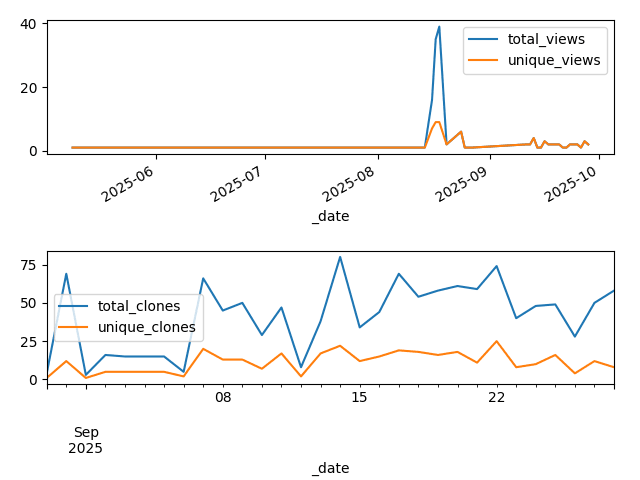 40
20
0
total_views
unique_views
2025-06
2025-07
2025-08
2025-09
2025-10
_date
75
50
25
0
total_clones
unique_clones
08
15
22
Sep
2025
_date